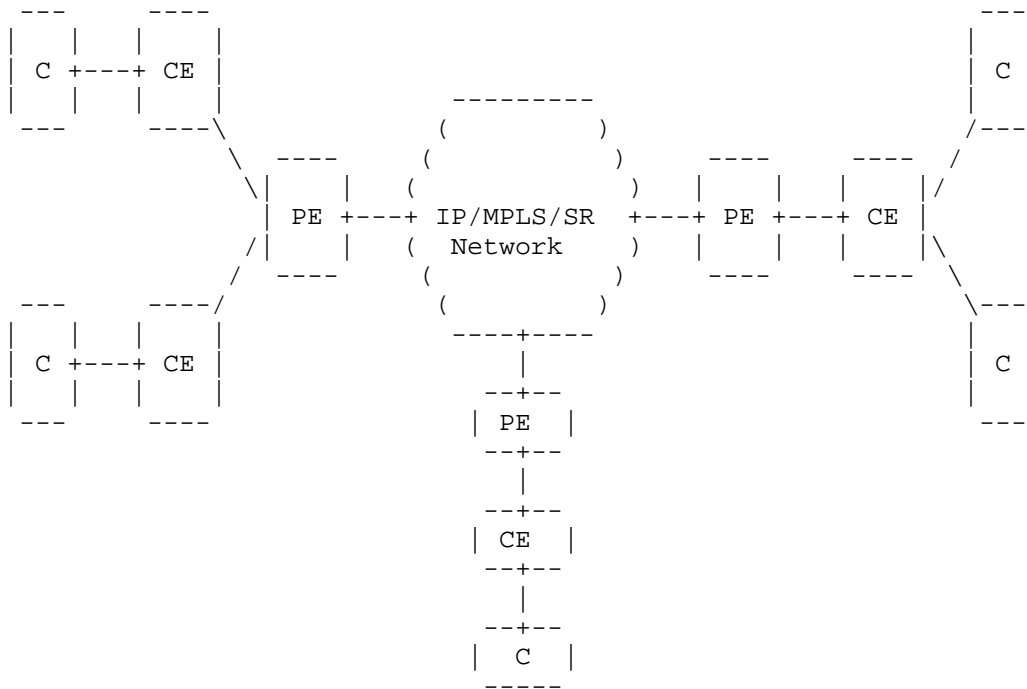 C CE C
IP/MPLS/SR
PE PE CE
Network
C CE C
PE
CE
C